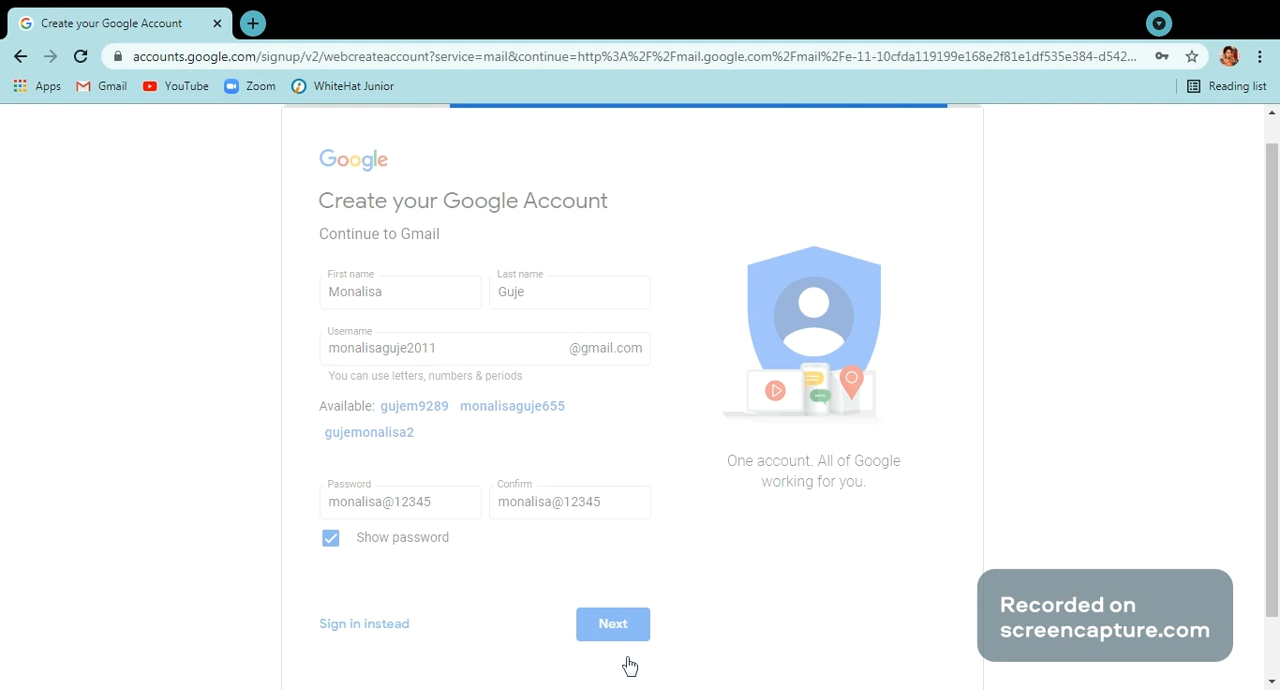 Create your Google Account
accounts.google.com/signup/v2/webcreateaccount?service=mail&continue=http%3A%2F%2Fmail.google.com%2Fmail%2Fe-11-10cfda119199e168e2f81e1df535e384-d542...
Apps Gmail YouTube Zoom WhiteHat Junior Reading list
Google
Create your Google Account
Continue to Gmail
First name Last name
Monalisa Guje
Username
monalisaguje2011 @gmail.com
You can use letters, numbers & periods
Available: gujem9289 monalisaguje655
gujemonalisa2
One account. All of Google
working for you.
Password Confirm
monalisa@12345 monalisa@12345
Show password
Sign in instead Next
Recorded on
screencapture.com